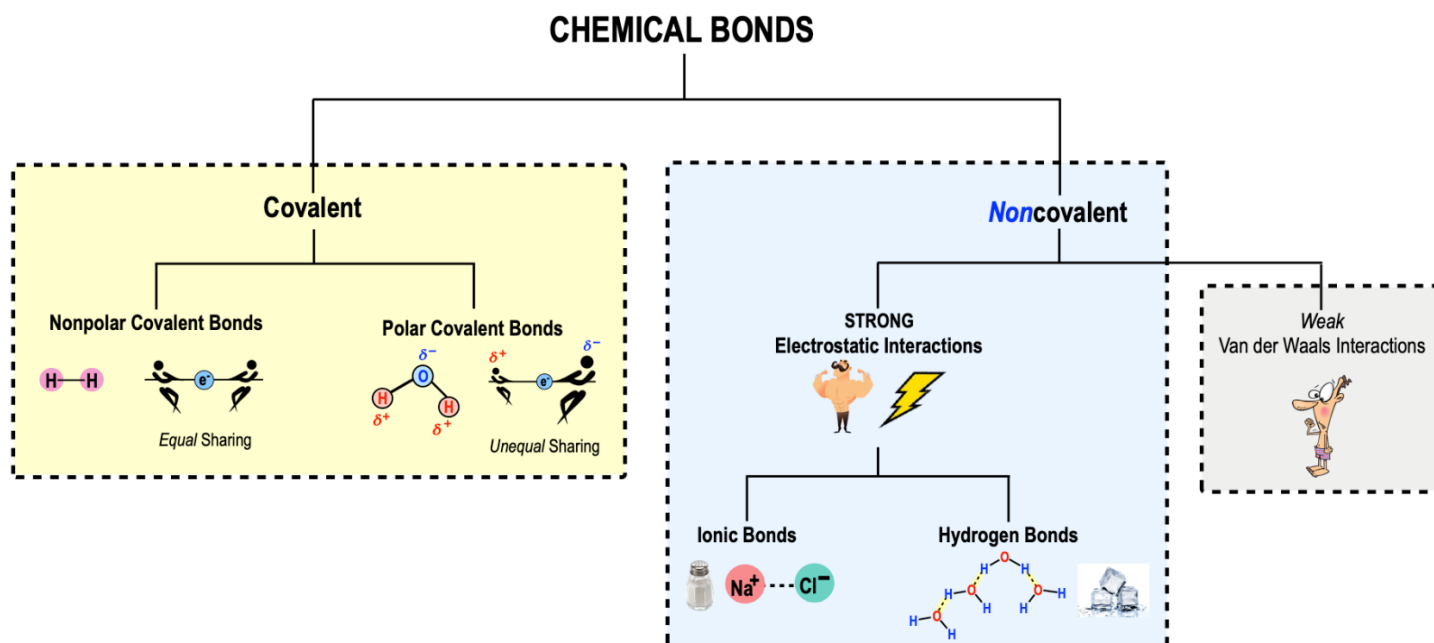 CHEMICAL BONDS
Covalent
Nonpolar Covalent Bonds
H H
e-
Equal Sharing
Polar Covalent Bonds
δ−
O
H
H
δ+
δ+
δ+
δ−
e-
Unequal Sharing
Noncovalent
STRONG
Electrostatic Interactions
Ionic Bonds
Na+
Cl−
Hydrogen Bonds
O
H H
H O
O H
H
H
O
H
H
Weak
Van der Waals Interactions